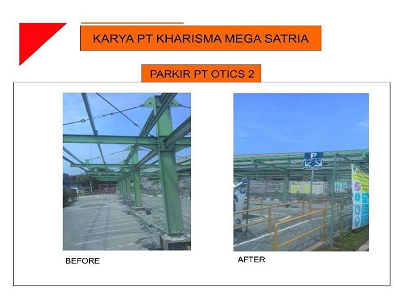 KARYA PT KHARISMA MEGA SATRIA
PARKIR PT OTICS 2
P
BEFORE
AFTER